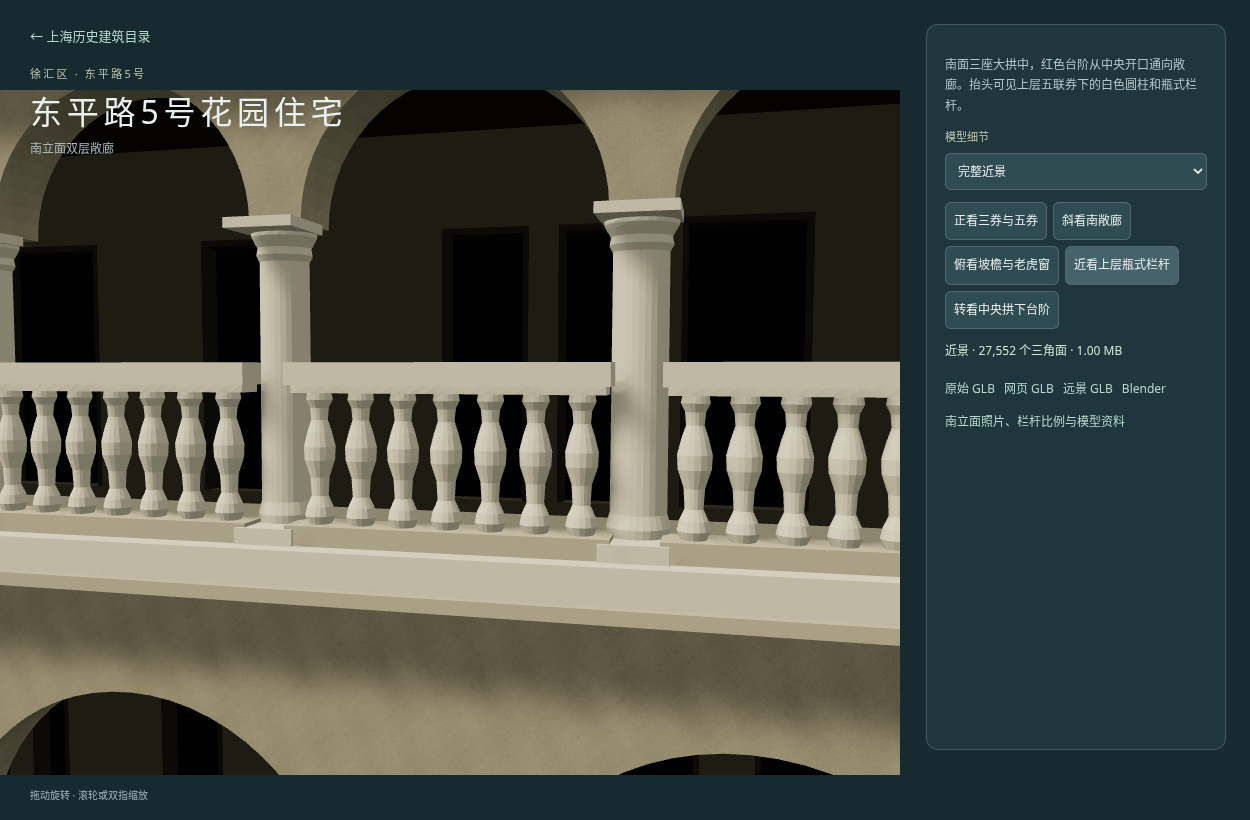 ← 上海历史建筑目录
徐汇区 · 东平路5号
东平路5号花园住宅
南立面双层敞廊
南面三座大拱中，红色台阶从中央开口通向敞
廊。抬头可见上层五联券下的白色圆柱和瓶式栏
杆。
模型细节
完整近景
正看三券与五券 斜看南敞廊
俯看坡檐与老虎窗 近看上层瓶式栏杆
转看中央拱下台阶
近景 · 27,552 个三角面 · 1.00 MB
原始 GLB 网页 GLB 远景 GLB Blender
南立面照片、栏杆比例与模型资料
拖动旋转 · 滚轮或双指缩放